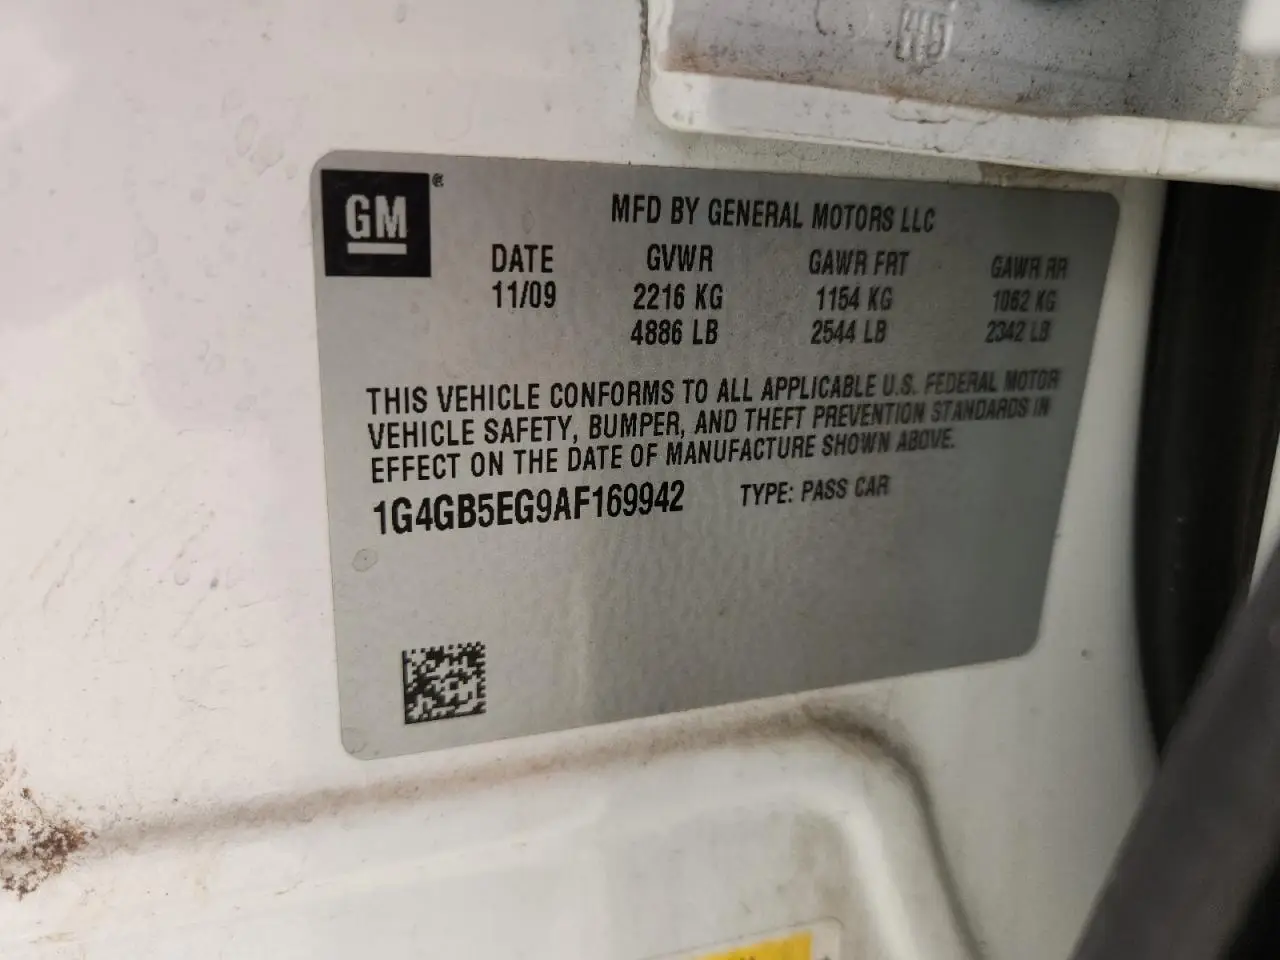 GM®
MFD BY GENERAL MOTORS LLC
DATE GVWR GAWR FRT GAWR RR
11/09 2216 KG 1154 KG 1062 KG
4886 LB 2544 LB 2342 LB
THIS VEHICLE CONFORMS TO ALL APPLICABLE U.S. FEDERAL MOTOR
VEHICLE SAFETY, BUMPER, AND THEFT PREVENTION STANDARDS IN
EFFECT ON THE DATE OF MANUFACTURE SHOWN ABOVE.
1G4GB5EG9AF169942 TYPE: PASS CAR